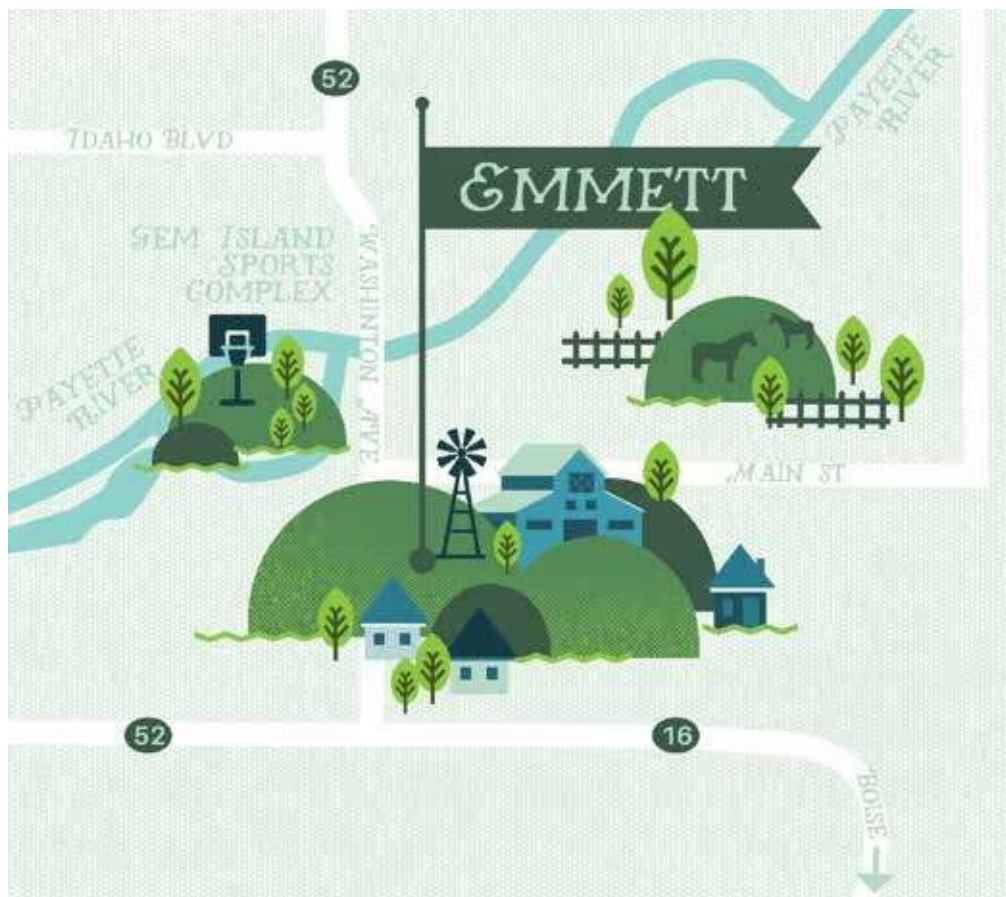 52
IDAHO BLVD
PAYETTE
RIVER
EMMETT
GEM ISLAND
SPORTS
COMPLEX
WASHINTON AVE
PAYETTE
RIVER
MAIN ST
52
16
BOISE